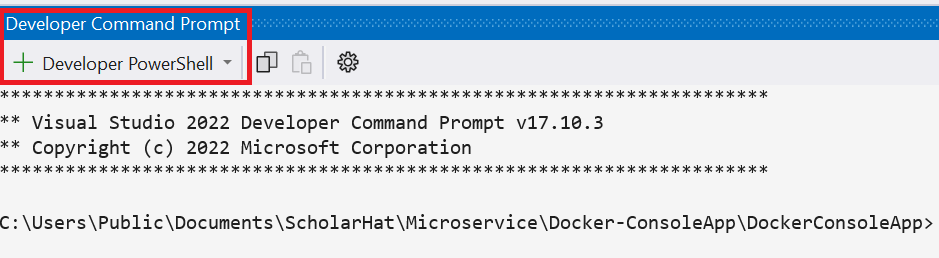 Developer Command Prompt
+ Developer PowerShell
**********************************************************************
** Visual Studio 2022 Developer Command Prompt v17.10.3
** Copyright (c) 2022 Microsoft Corporation
**********************************************************************
C:\Users\Public\Documents\ScholarHat\Microservice\Docker-ConsoleApp\DockerConsoleApp>